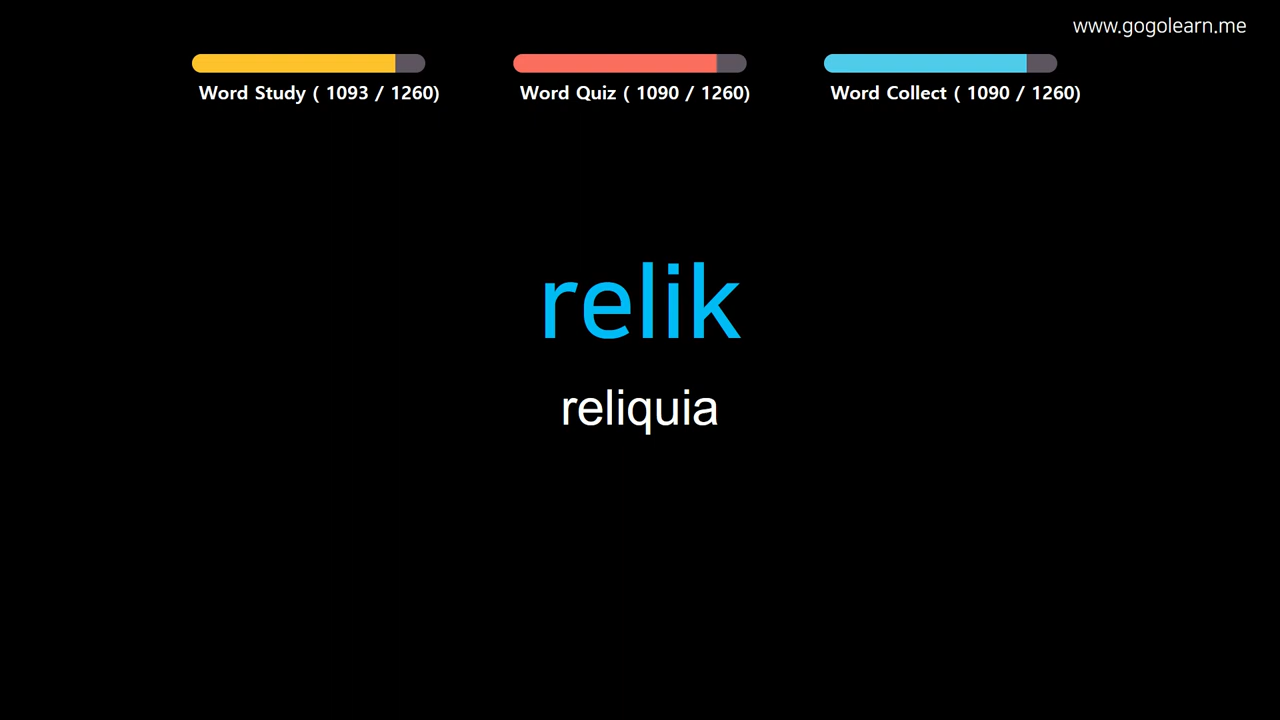 www.gogolearn.me
Word Study ( 1093 / 1260)
Word Quiz ( 1090 / 1260)
Word Collect ( 1090 / 1260)
relik
reliquia